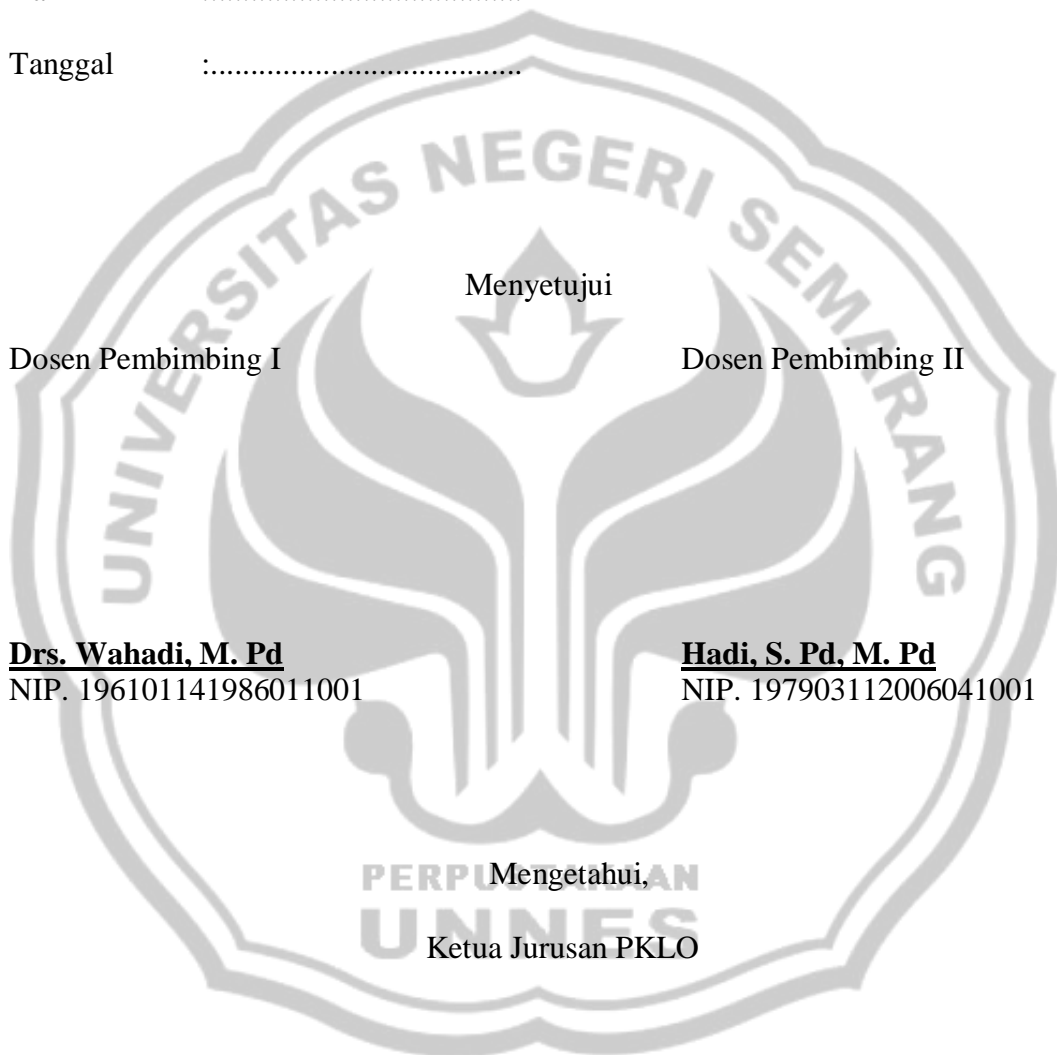 Tanggal :.......................................
UNIVERSITAS NEGERI SEMARANG
Menyetujui
Dosen Pembimbing I Dosen Pembimbing II
Drs. Wahadi, M. Pd Hadi, S. Pd, M. Pd
NIP. 196101141986011001 NIP. 197903112006041001
PERPUSTAKAAN
Mengetahui,
UNNES
Ketua Jurusan PKLO